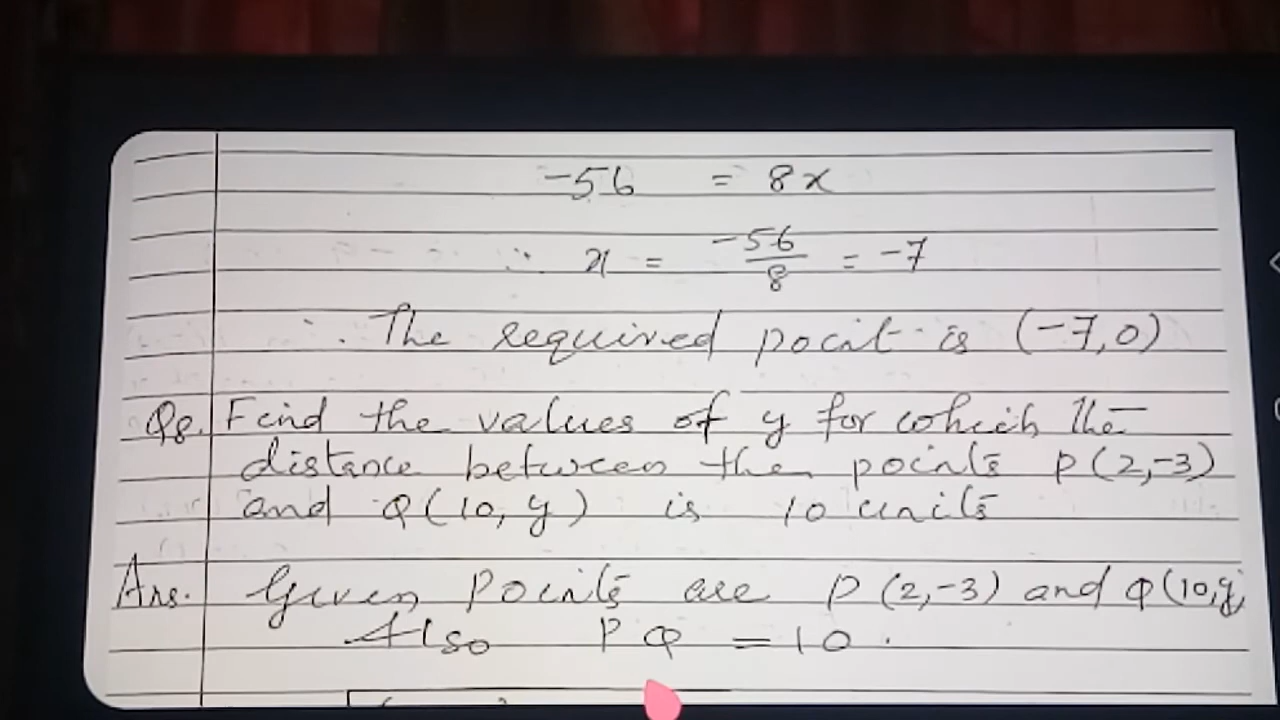 -56 = 8x
∴ x = -56/8 = -7
∴ The required point is (-7,0)
Q8. Find the values of y for which the
distance between the points P(2,-3)
and Q(10, y) is 10 units
Ans. Given Points are P(2,-3) and Q(10,y)
Also PQ = 10.